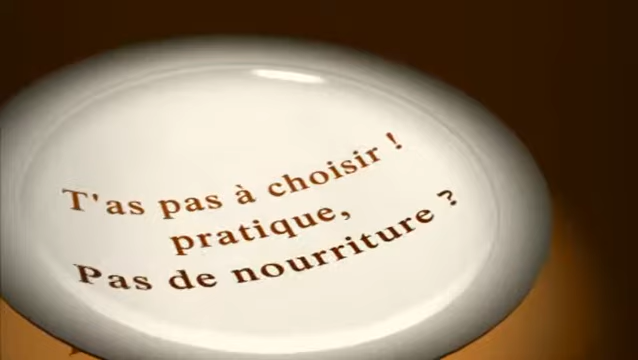 T'as pas à choisir !
pratique,
Pas de nourriture ?